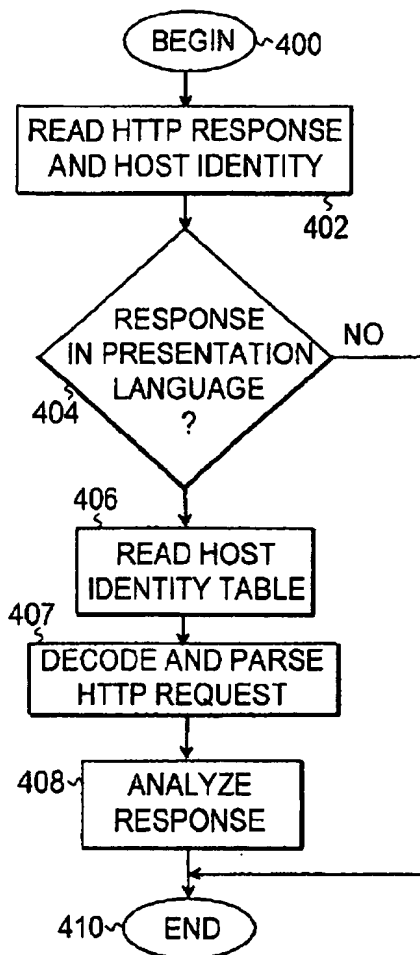 BEGIN
400
READ HTTP RESPONSE
AND HOST IDENTITY
402
RESPONSE
IN PRESENTATION
LANGUAGE
?
NO
404
406
READ HOST
IDENTITY TABLE
407
DECODE AND PARSE
HTTP REQUEST
408
ANALYZE
RESPONSE
410
END